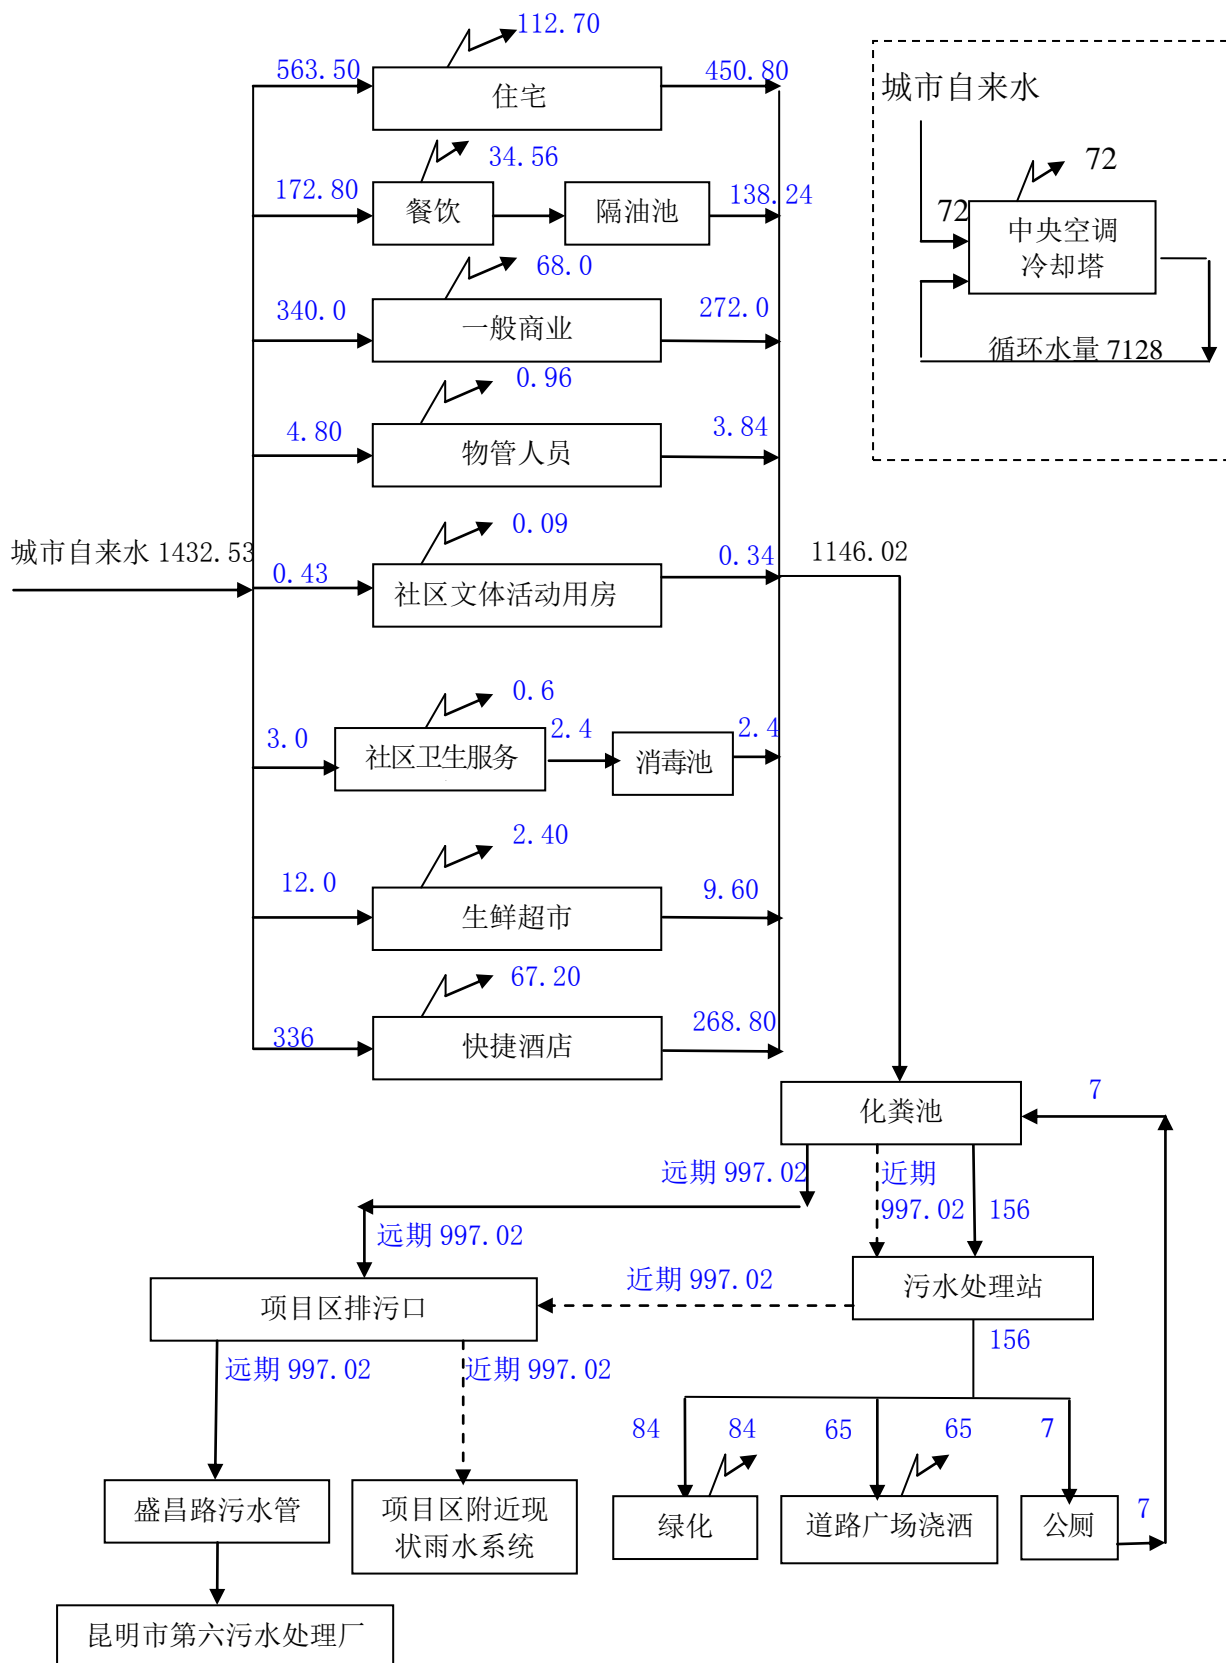 112.70
563.50
450.80
住宅
34.56
172.80
餐饮
隔油池
138.24
68.0
340.0
272.0
一般商业
0.96
4.80
3.84
物管人员
城市自来水 1432.53
0.09
0.43
0.34
社区文体活动用房
1146.02
0.6
3.0
社区卫生服务
2.4
消毒池
2.4
2.40
12.0
9.60
生鲜超市
67.20
336
268.80
快捷酒店
城市自来水
72
72
中央空调
冷却塔
循环水量 7128
化粪池
7
远期 997.02
近期
997.02
156
远期 997.02
近期 997.02
污水处理站
项目区排污口
156
远期 997.02
近期 997.02
84
84
65
65
7
盛昌路污水管
项目区附近现
状雨水系统
绿化
道路广场浇洒
公厕
7
昆明市第六污水处理厂